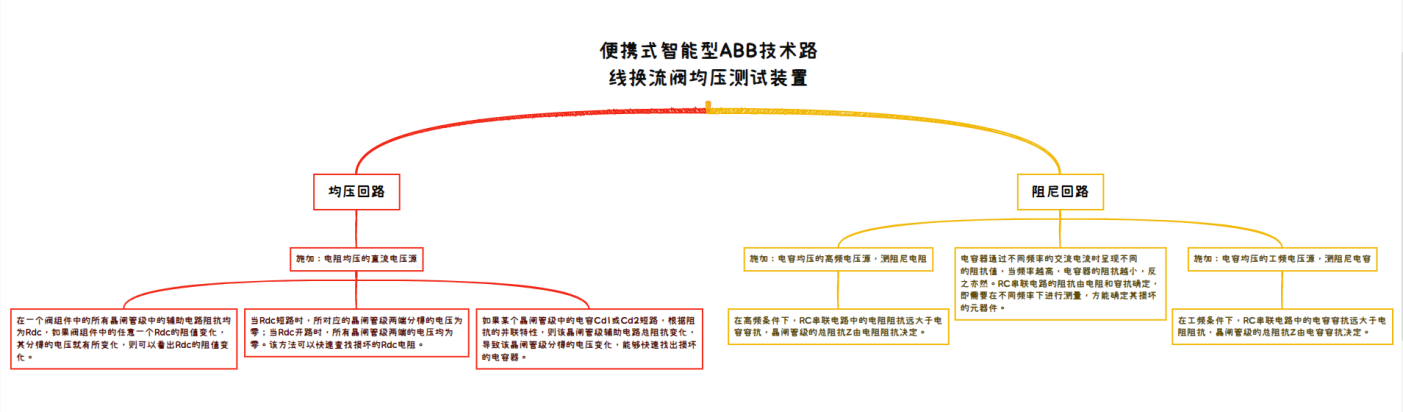 便携式智能型ABB技术路
线换流阀均压测试装置
均压回路
施加：电阻均压的直流电压源
在一个阀组件中的所有晶闸管级中的辅助电路阻抗均
为Rdc，如果阀组件中的任意一个Rdc的阻值变化，
其分得的电压就有所变化，则可以看出Rdc的阻值变
化。
当Rdc短路时，所对应的晶闸管级两端分得的电压为
零；当Rdc开路时，所有晶闸管级两端的电压均为
零。该方法可以快速查找损坏的Rdc电阻。
如果某个晶闸管级中的电容Cd1或Cd2短路，根据阻
抗的并联特性，则该晶闸管级辅助电路总阻抗变化，
导致该晶闸管级分得的电压变化，能够快速找出损坏
的电容器。
阻尼回路
施加：电容均压的高频电压源，测阻尼电阻
在高频条件下，RC串联电路中的电阻阻抗远大于电
容容抗，晶闸管级的总阻抗Z由电阻阻抗决定。
电容器通过不同频率的交流电流时呈现不同
的阻抗值，当频率越高，电容器的阻抗越小，反
之亦然。RC串联电路的阻抗由电阻和容抗确定，
即需要在不同频率下进行测量，方能确定其损坏
的元器件。
施加：电容均压的工频电压源，测阻尼电容
在工频条件下，RC串联电路中的电容容抗远大于电
阻阻抗，晶闸管级的总阻抗Z由电容容抗决定。